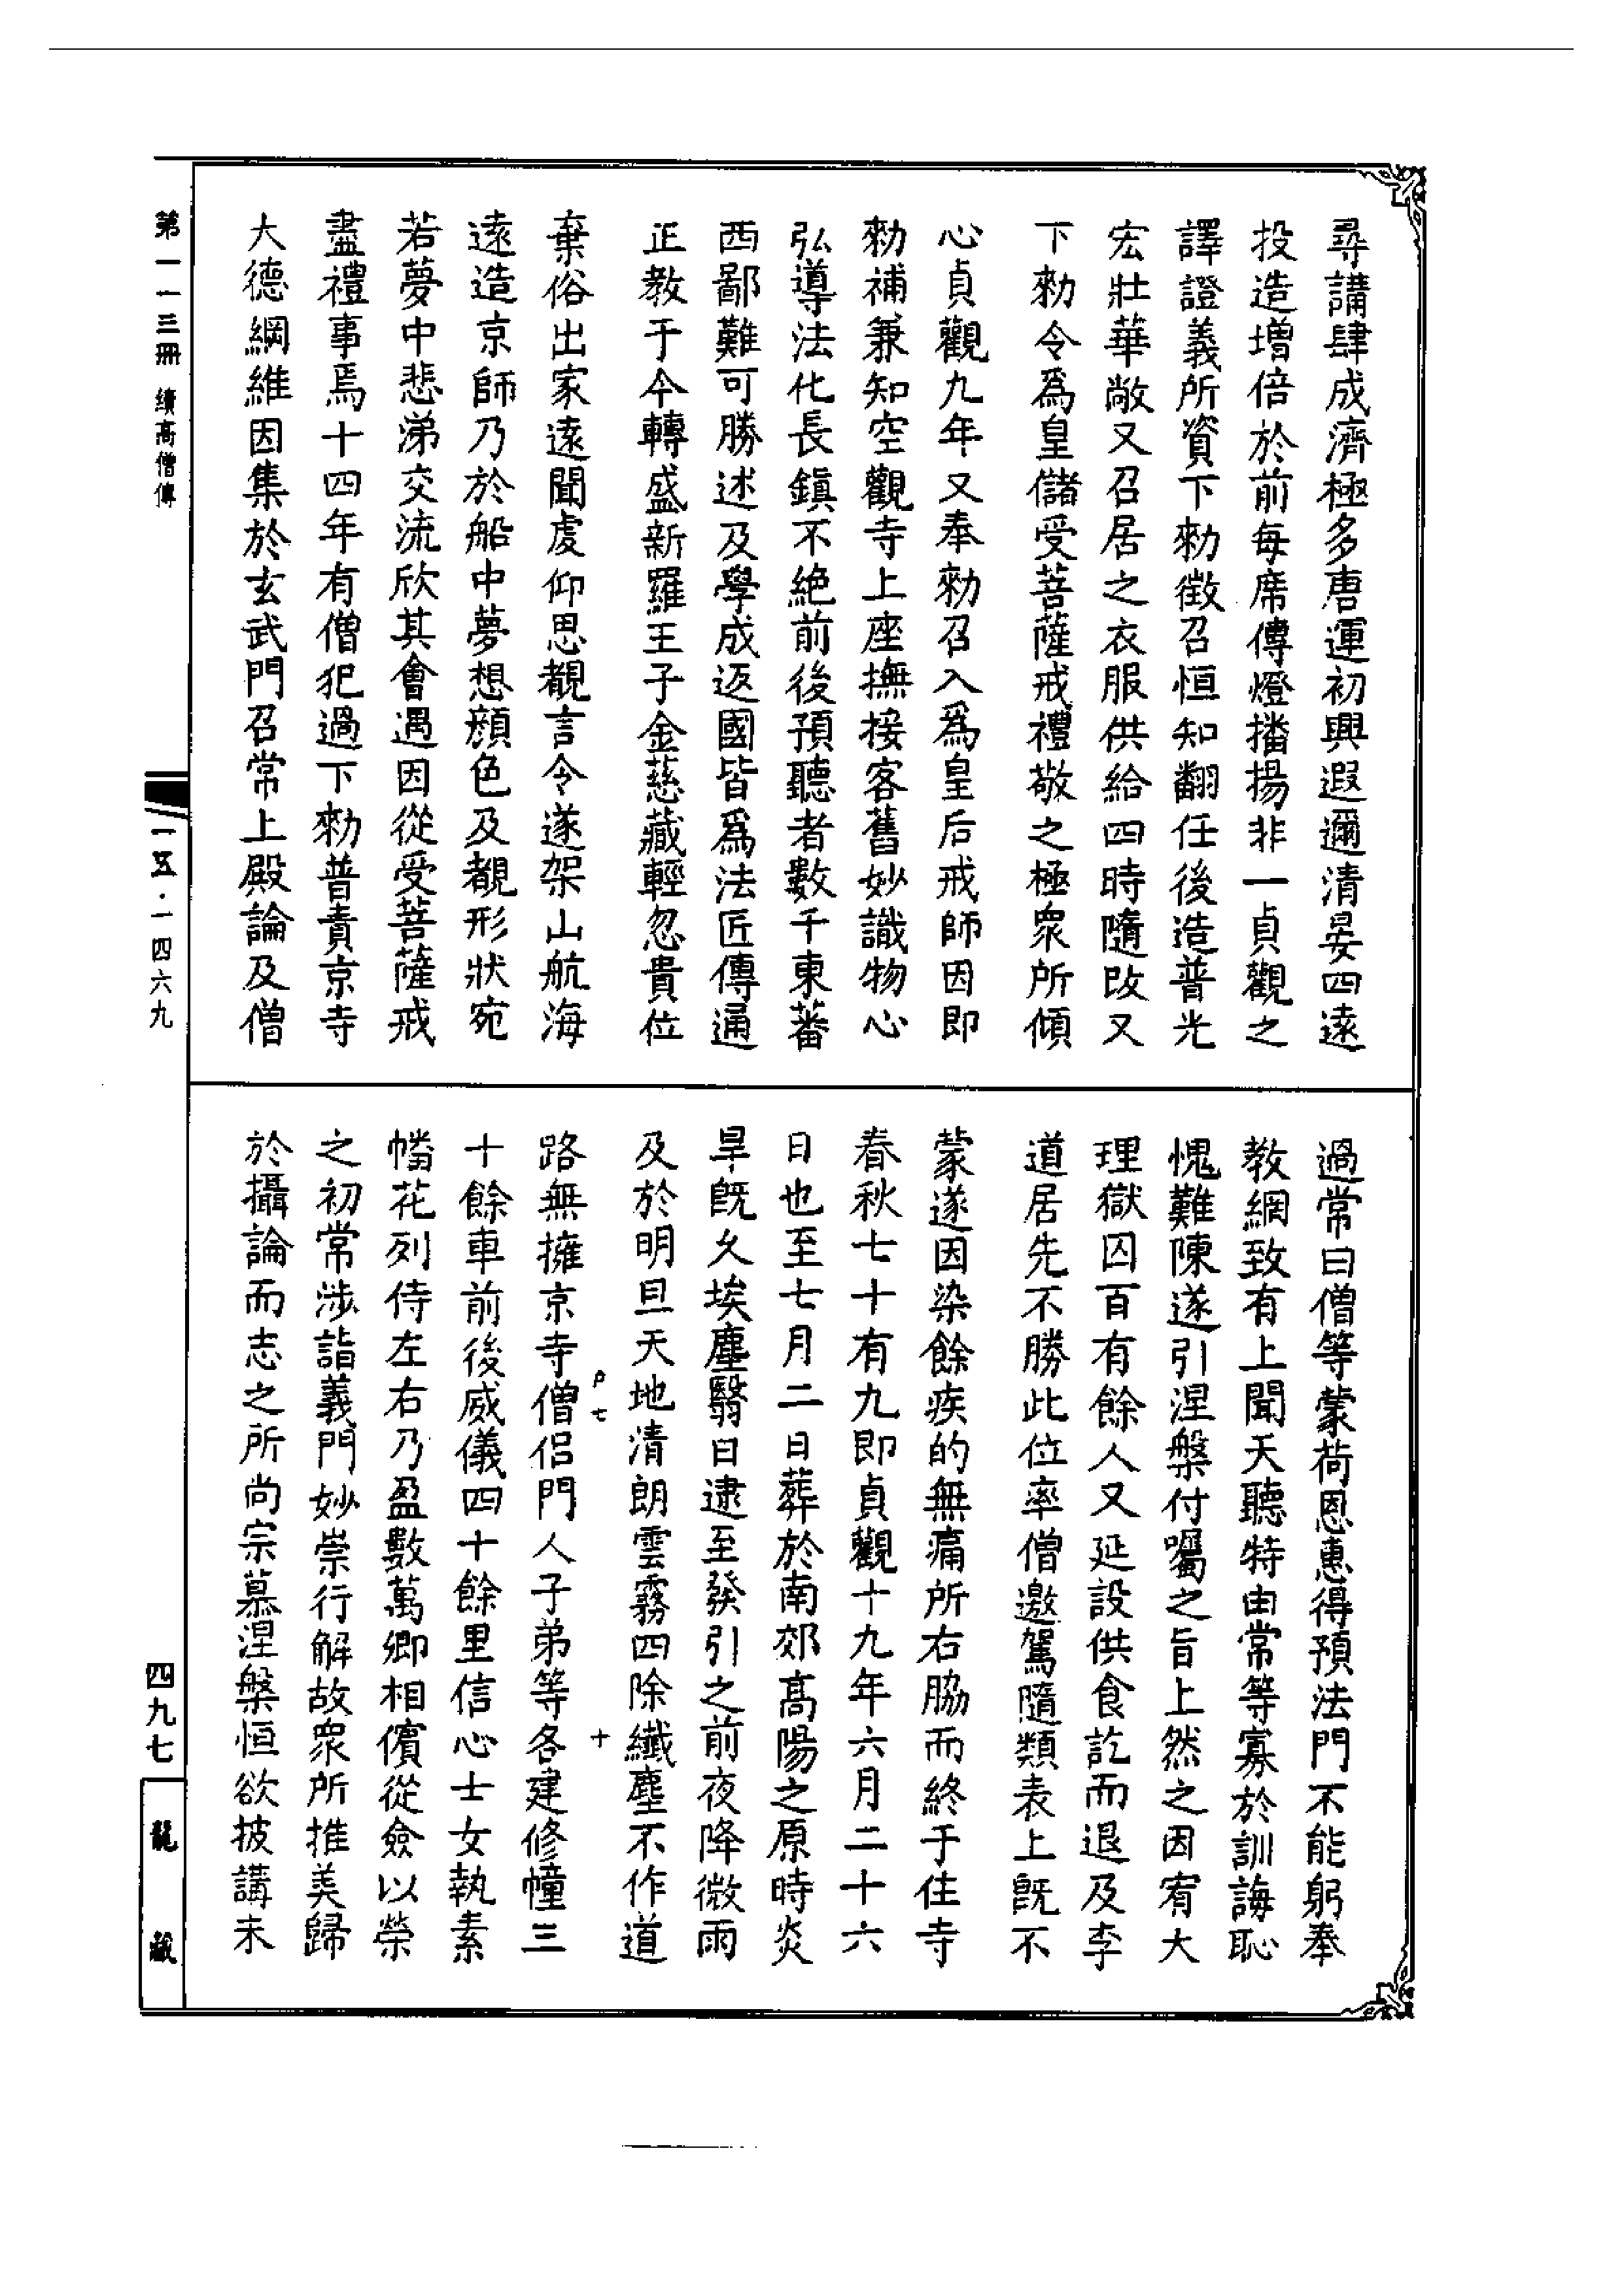 尋講肆成濟極多唐運初興遐邇清晏四遠
投造増倍於前每席傳燈播揚非一貞觀之
譯證義所資下勑徵召恒知翻任後造普光
宏壯華敞又召居之衣服供給四時隨改又
下勑令爲皇儲受菩薩戒禮敬之極衆所傾
心貞觀九年又奉勑召入爲皇后戒師因即
勑補兼知空觀寺上座撫接客舊妙識物心
弘導法化長鎮不絶前後預聽者數千東蕃
西鄙難可勝述及學成返國皆爲法匠傳通
正教于今轉盛新羅王子金慈藏輕忽貴位
棄俗出家遠聞虔仰思覩言令遂架山航海
遠造京師乃於船中夢想顔色及覩形狀宛
若夢中悲涕交流欣其會遇因從受菩薩戒
盡禮事焉十四年有僧犯過下勑普責京寺
大德綱維因集於玄武門召常上殿論及僧
過常曰僧等蒙荷恩惠得預法門不能躬奉
教網致有上聞天聽特由常等寡於訓誨恥
愧難陳遂引涅槃付囑之旨上然之因宥大
理獄囚百有餘人又延設供食訖而退及李
道居先不勝此位率僧邀駕隨類表上旣不
蒙遂因染餘疾的無痛所右脇而終于住寺
春秋七十有九即貞觀十九年六月二十六
日也至七月二日葬於南郊高陽之原時炎
旱旣久埃塵翳日逮至發引之前夜降微雨
及於明旦天地清朗雲霧四除纎塵不作道
路無擁京寺僧侣門人子弟等各建修幢三
十餘車前後威儀四十餘里信心士女執素
幡花列侍左右乃盈數萬卿相儐從僉以榮
之初常涉詣義門妙崇行解故衆所推美歸
於攝論而志之所尚宗慕涅槃恒欲披講未
户七
十
第一一三冊 續高僧傳
一五·一四六九
四九七
龍藏